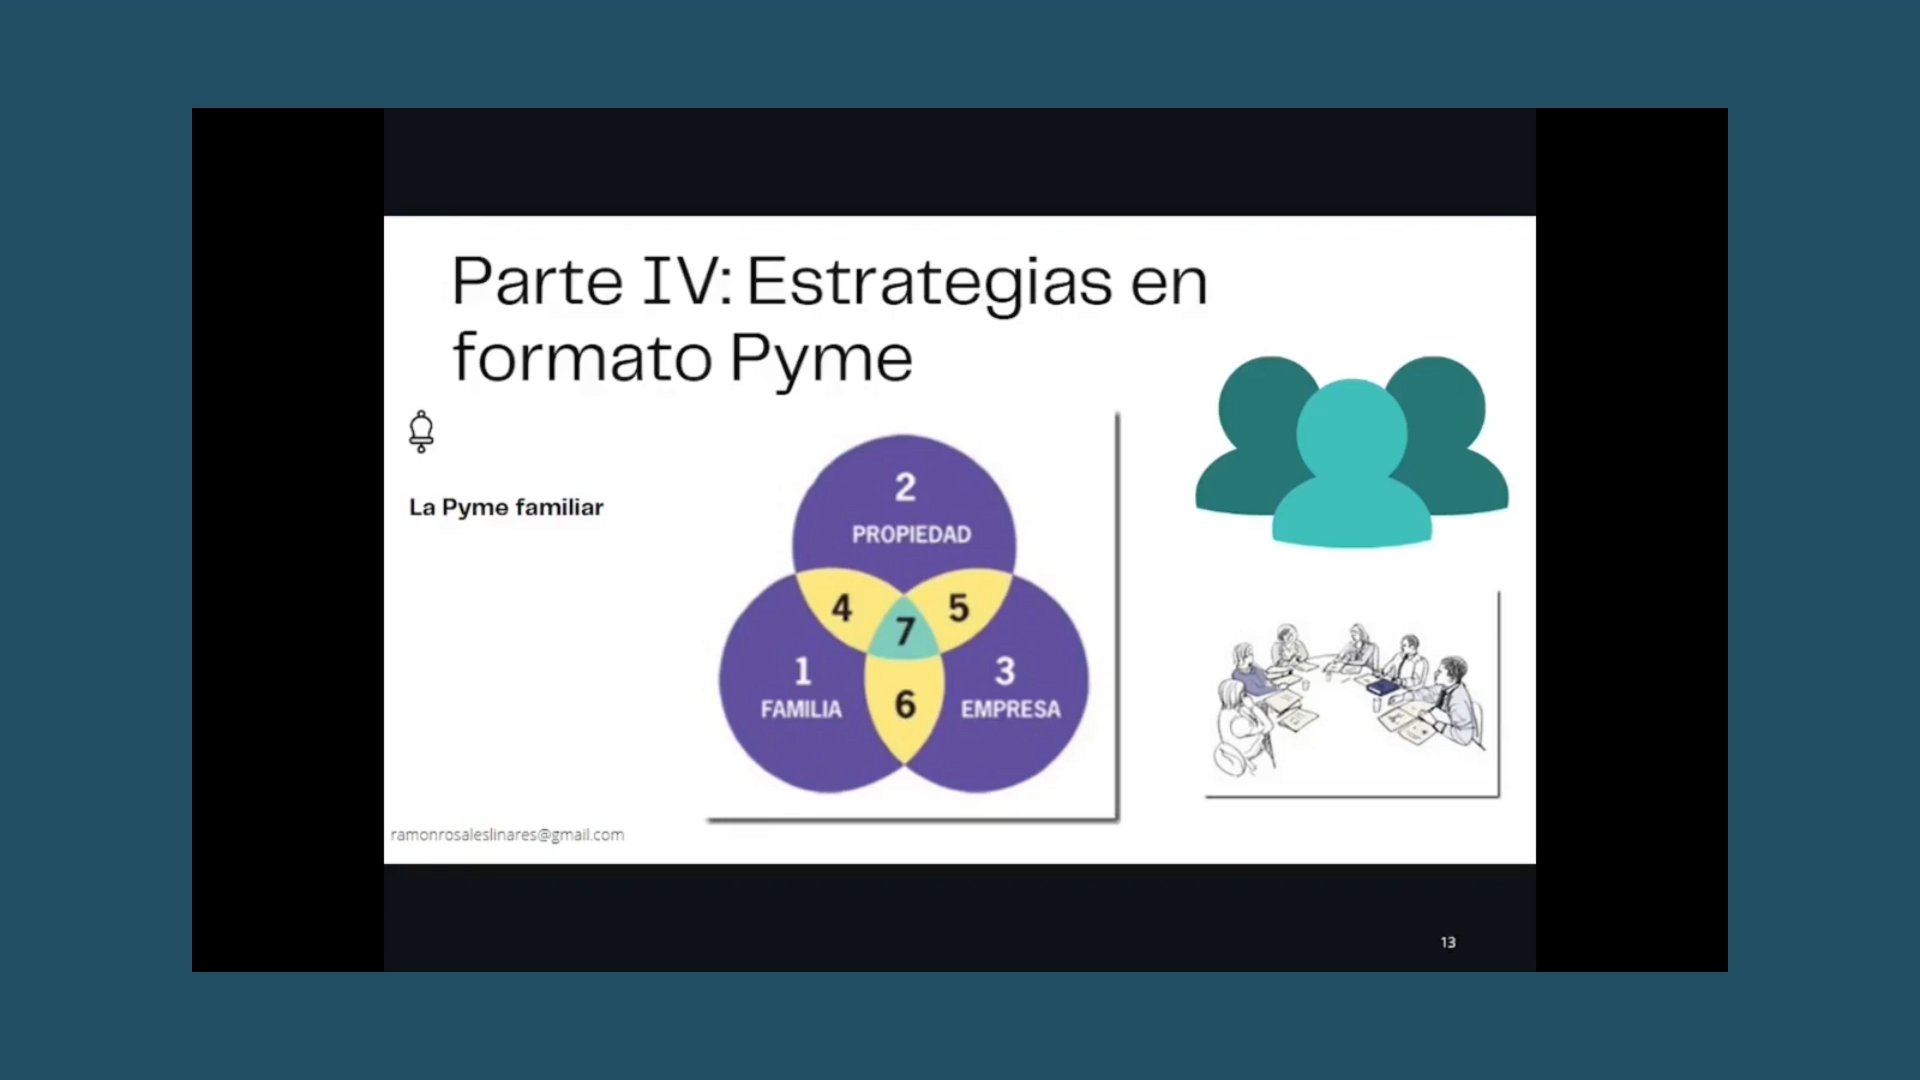 Parte IV: Estrategias en
formato Pyme
La Pyme familiar
2
PROPIEDAD
4
5
7
1
FAMILIA
3
EMPRESA
6
ramonrosaleslinares@gmail.com
13